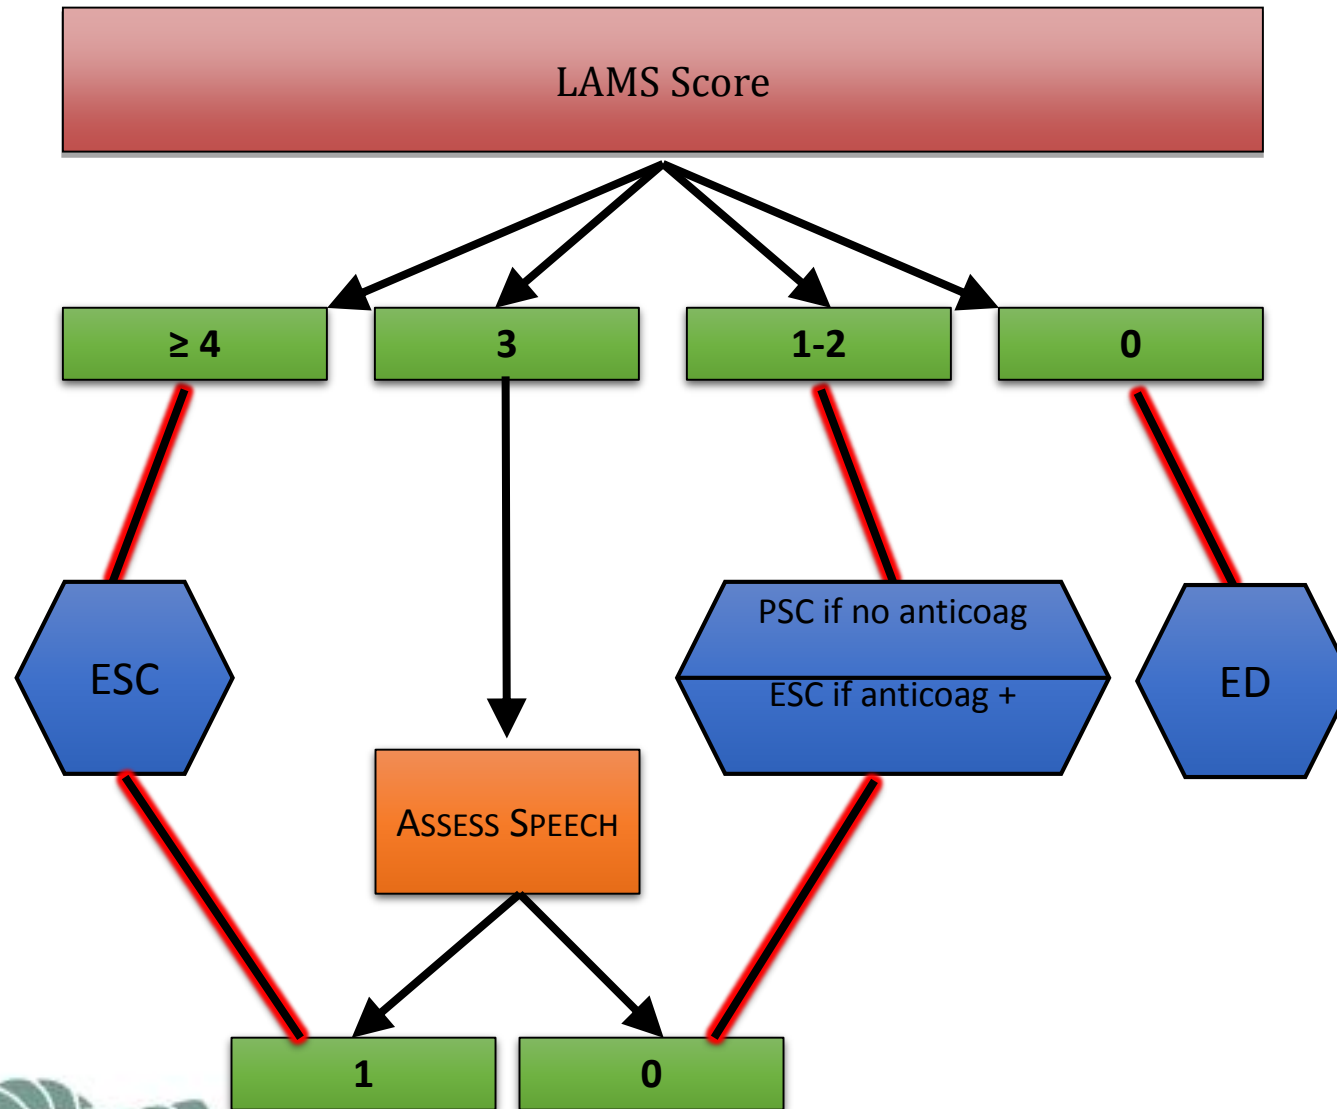 LAMS Score
≥ 4
3
1-2
0
PSC if no anticoag
ESC if anticoag +
ESC
ED
ASSESS SPEECH
1
0